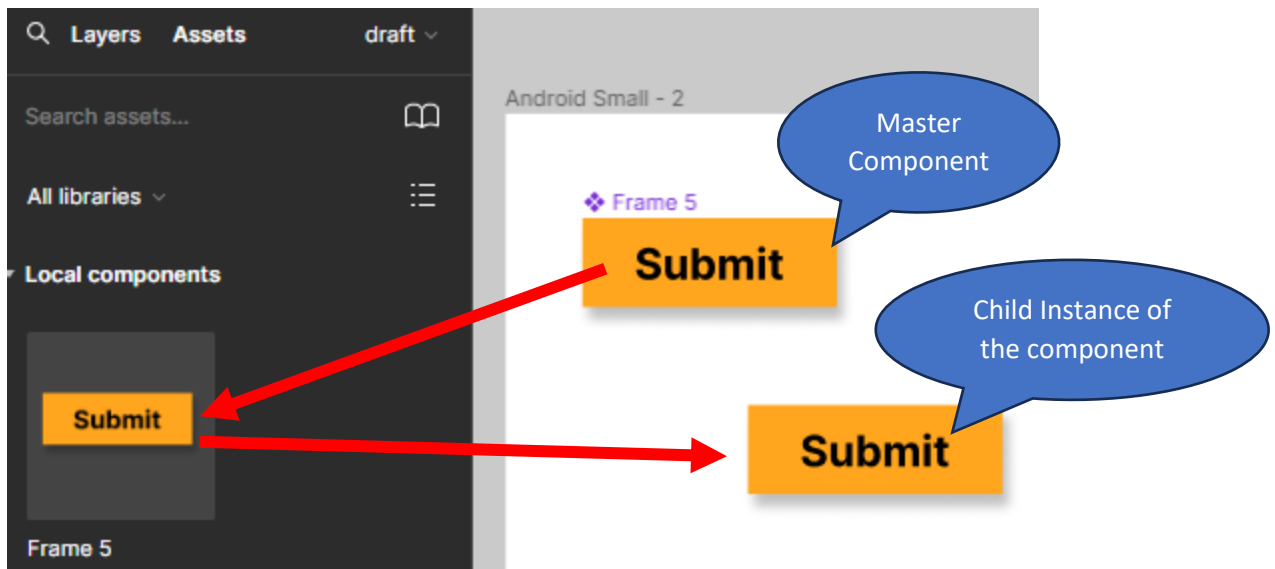 Layers Assets draft
Search assets...
All libraries
Local components
Submit
Frame 5
Android Small - 2
Master
Component
Frame 5
Submit
Child Instance of
the component
Submit